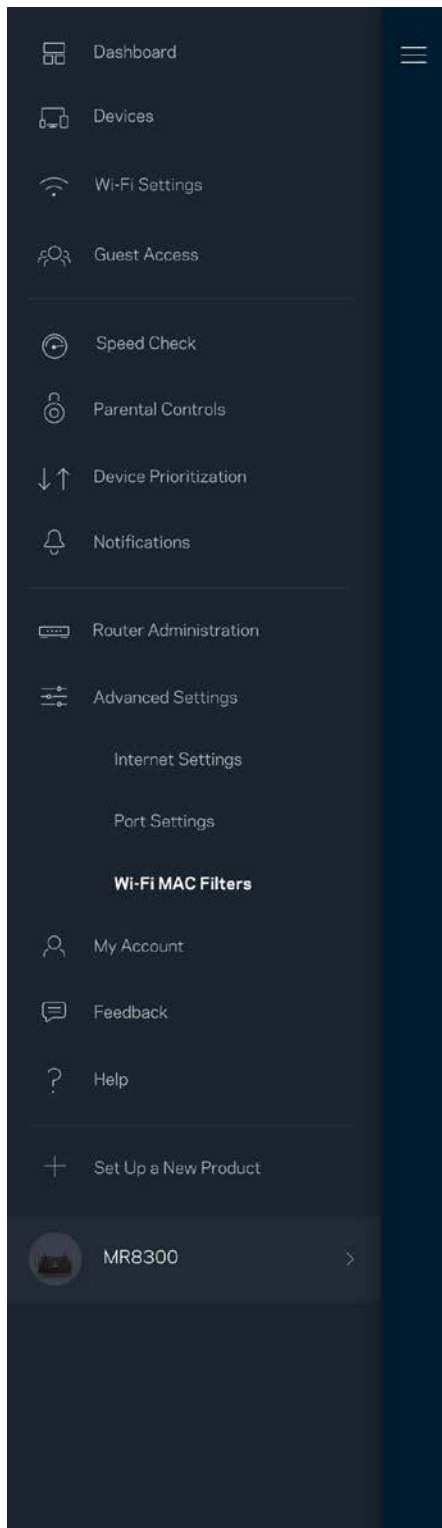 Dashboard
Devices
Wi-Fi Settings
Guest Access
Speed Check
Parental Controls
Device Prioritization
Notifications
Router Administration
Advanced Settings
Internet Settings
Port Settings
Wi-Fi MAC Filters
My Account
Feedback
Help
Set Up a New Product
MR8300